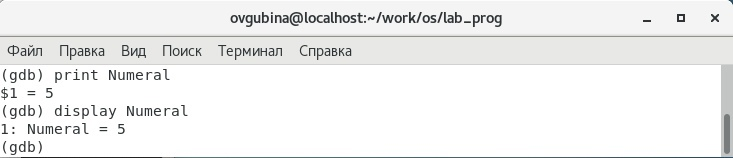 ovgubina@localhost:~/work/os/lab_prog
Файл Правка Вид Поиск Терминал Справка
(gdb) print Numeral
$1 = 5
(gdb) display Numeral
1: Numeral = 5
(gdb)